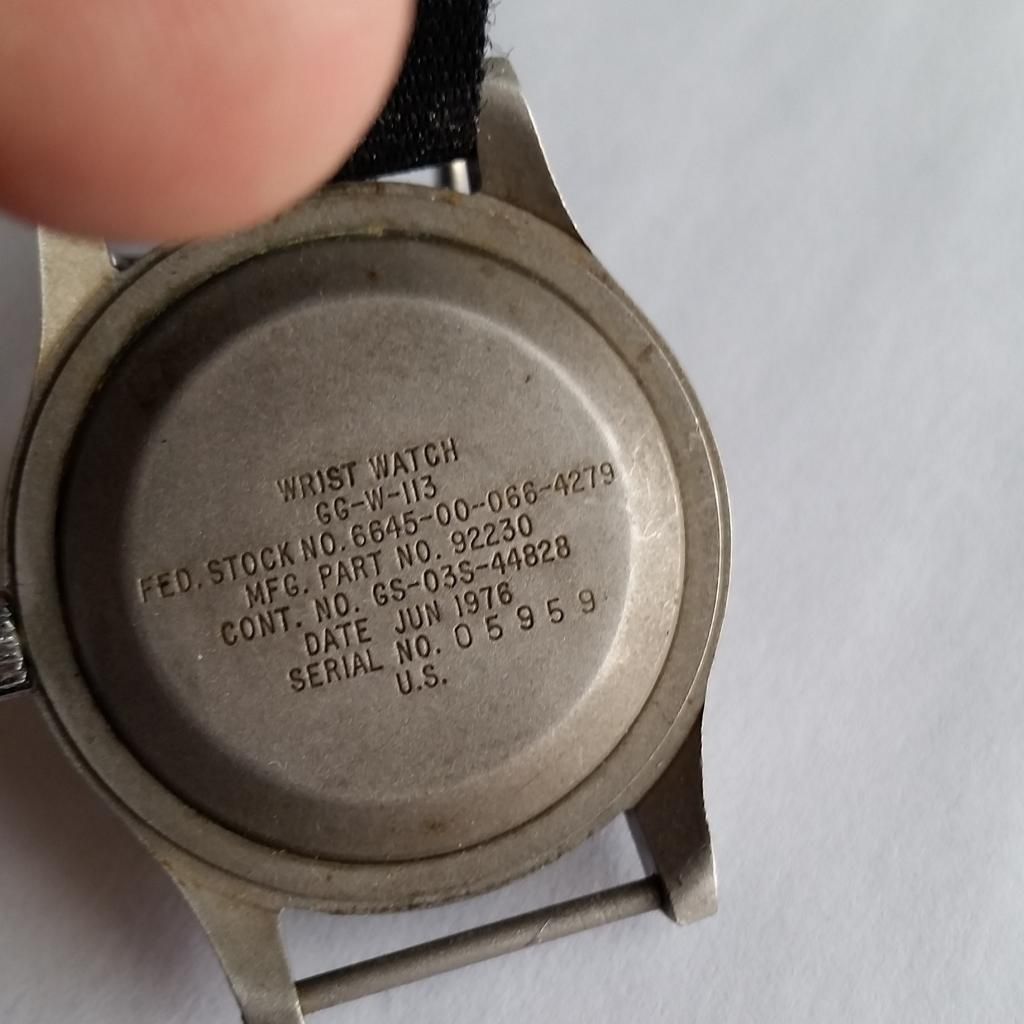 WRIST WATCH
GG-W-113
FED. STOCK NO. 6645-00-066-4279
MFG. PART NO. 92230
CONT. NO. GS-03S-44828
DATE JUN 1976
SERIAL NO. 05959
U.S.